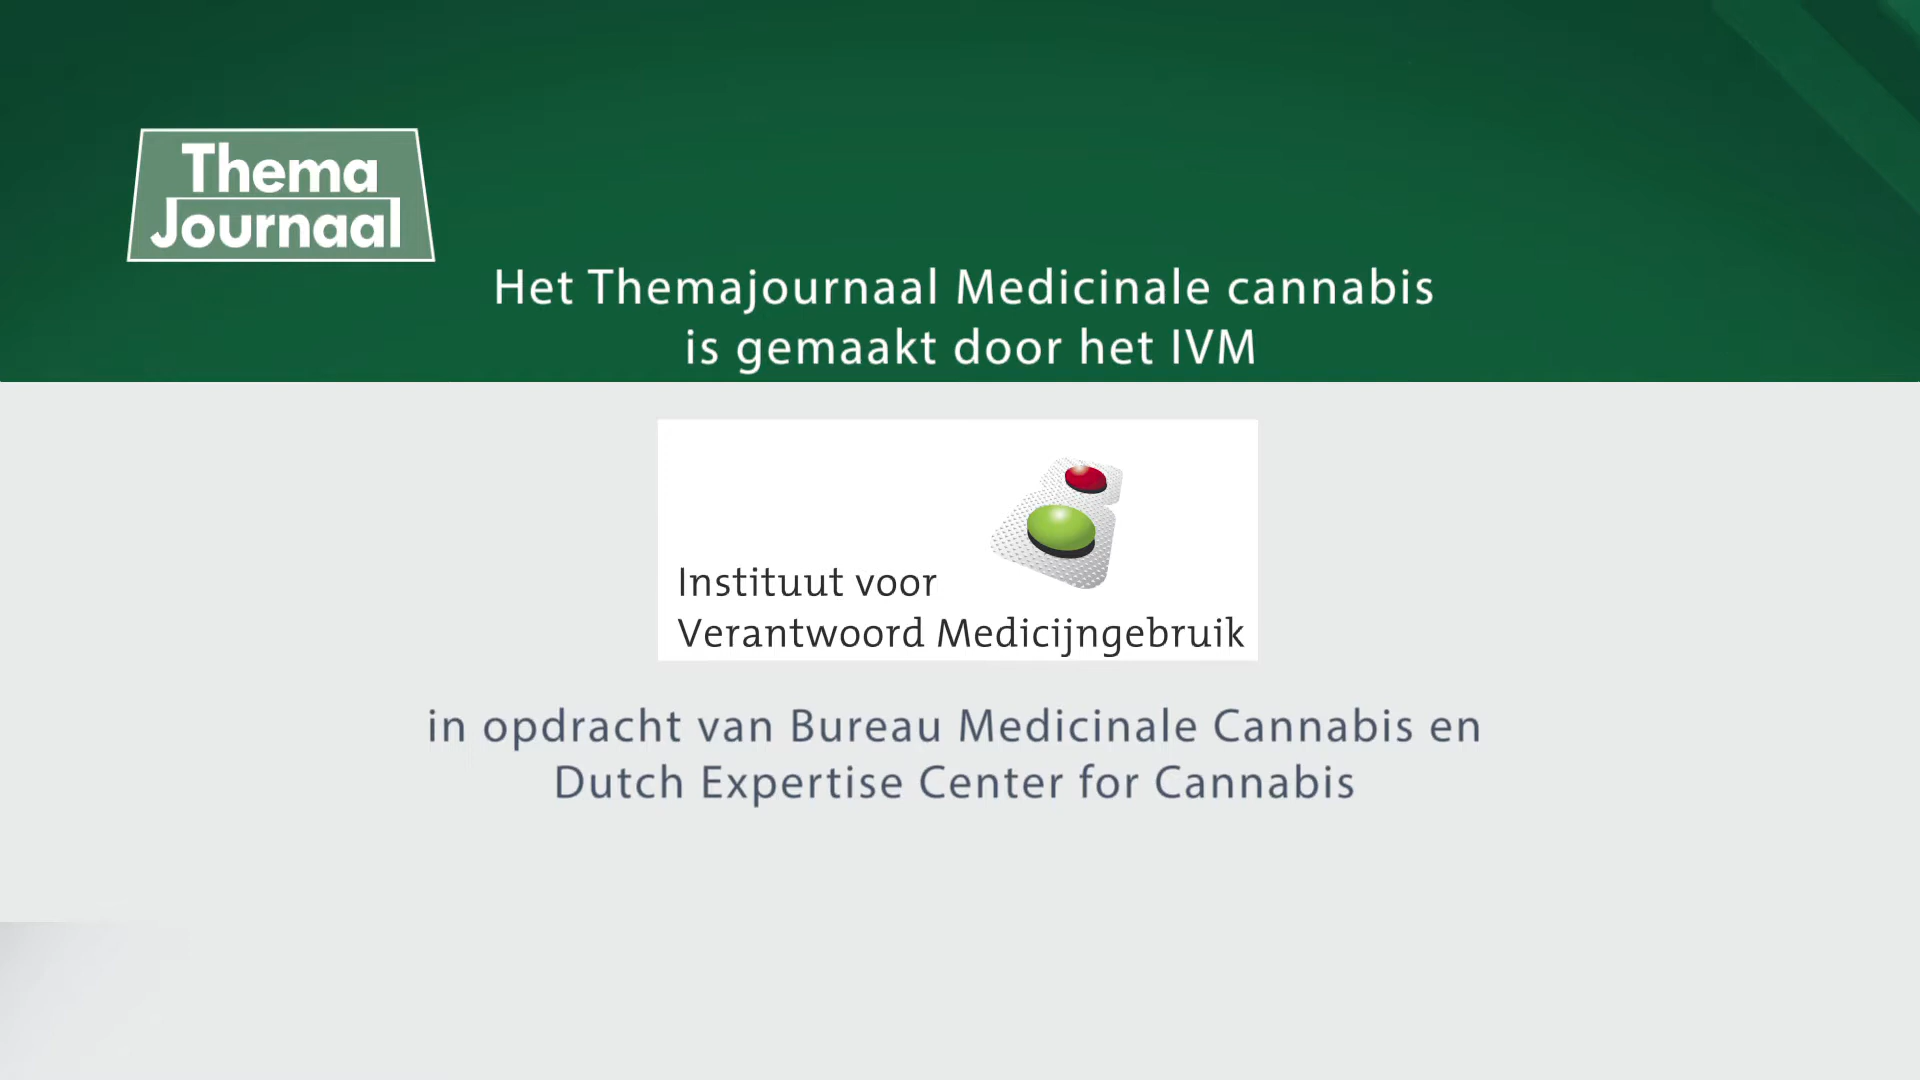 Thema
Journaal
Het Themajournaal Medicinale cannabis
is gemaakt door het IVM
Instituut voor
Verantwoord Medicijngebruik
in opdracht van Bureau Medicinale Cannabis en
Dutch Expertise Center for Cannabis